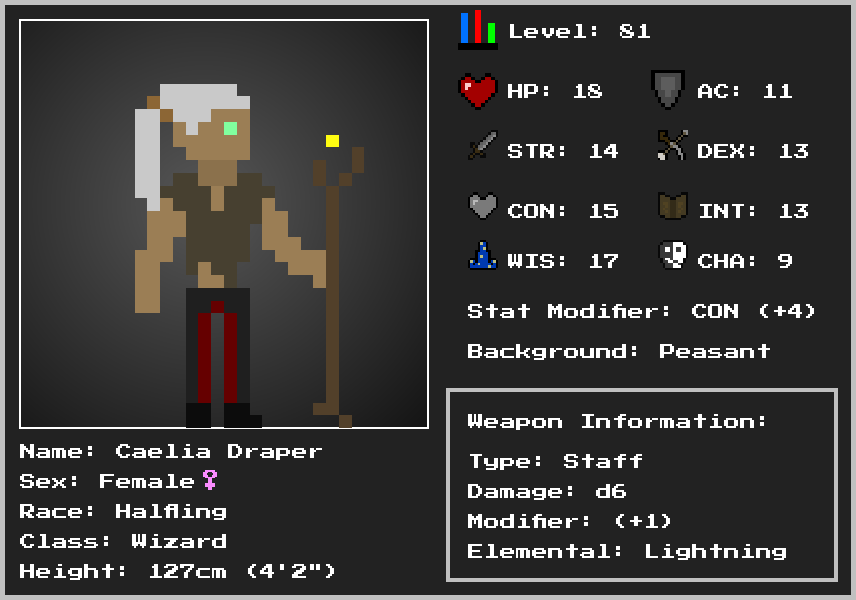 Level: 81
HP: 18
AC: 11
STR: 14
DEX: 13
CON: 15
INT: 13
WIS: 17
CHA: 9
Stat Modifier: CON (+4)
Background: Peasant
Weapon Information:
Type: Staff
Damage: d6
Modifier: (+1)
Elemental: Lightning
Name: Caelia Draper
Sex: Female♀
Race: Halfling
Class: Wizard
Height: 127cm (4'2")